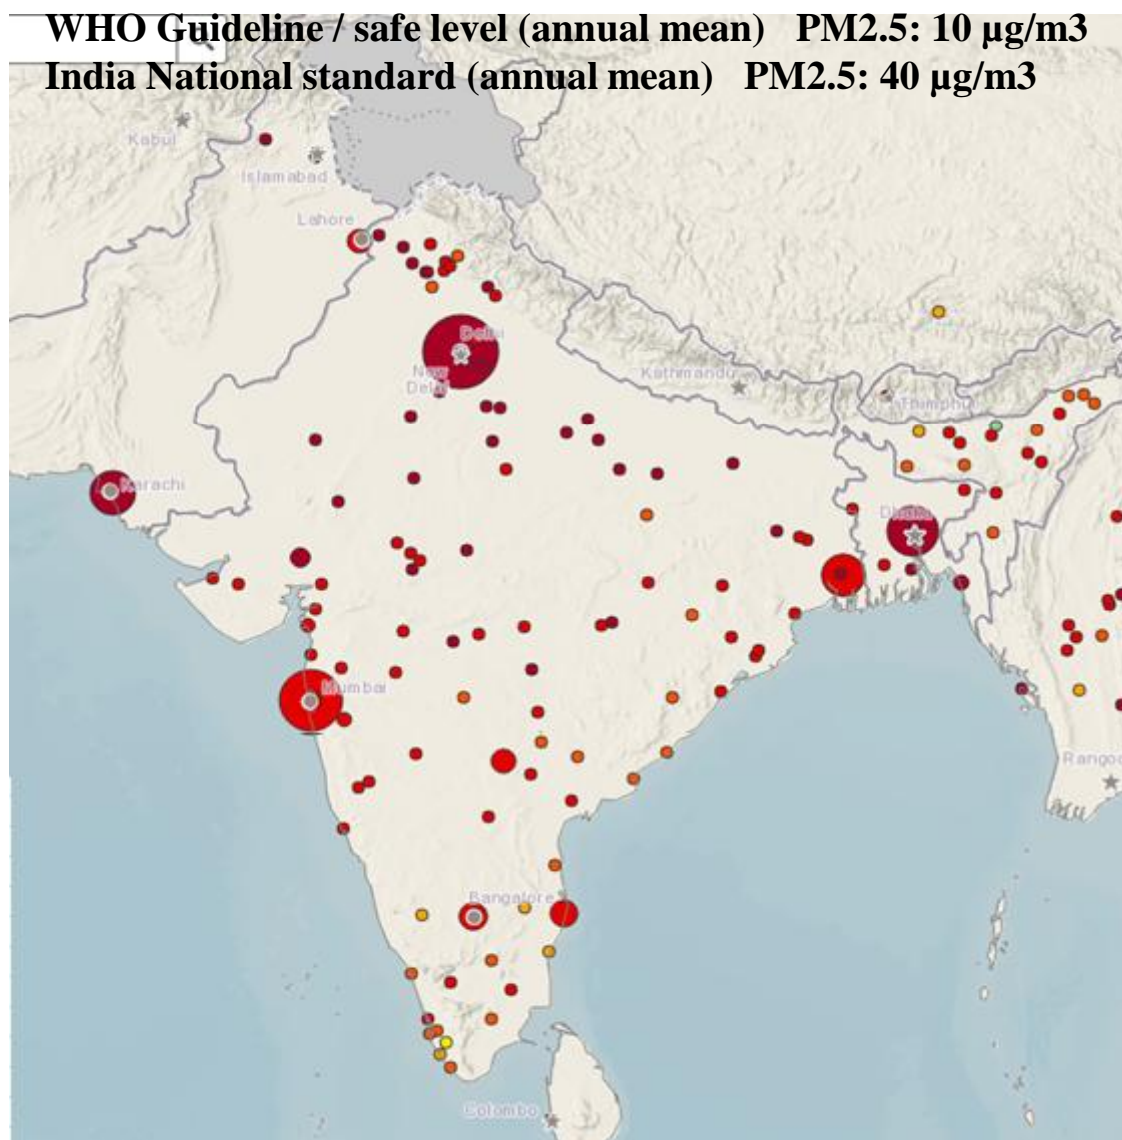 WHO Guideline / safe level (annual mean) PM2.5: 10 µg/m3
India National standard (annual mean) PM2.5: 40 µg/m3
Kabul
Islamabad
Lahore
Delhi
New
Delhi
Kathmandu
Thimphu
Karachi
Dhaka
Mumbai
Rangoo
Bangalore
Colombo